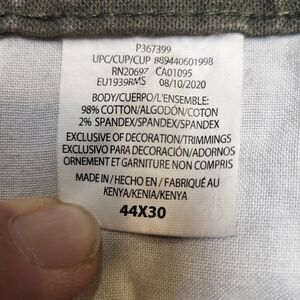 P367399
UPC/CUP/CUP 889440601998
RN20697 CA01095
EU1939RMS 08/10/2020
BODY/CUERPO/L'ENSEMBLE:
98% COTTON/ALGODÓN/COTON
2% SPANDEX/SPANDEX/SPANDEX
EXCLUSIVE OF DECORATION/TRIMMINGS
EXCLUSIVO PARA DECORACIÓN/ADORNOS
ORNEMENT ET GARNITURE NON COMPRIS
MADE IN/HECHO EN/FABRIQUÉ AU
KENYA/KENIA/KENYA
44X30